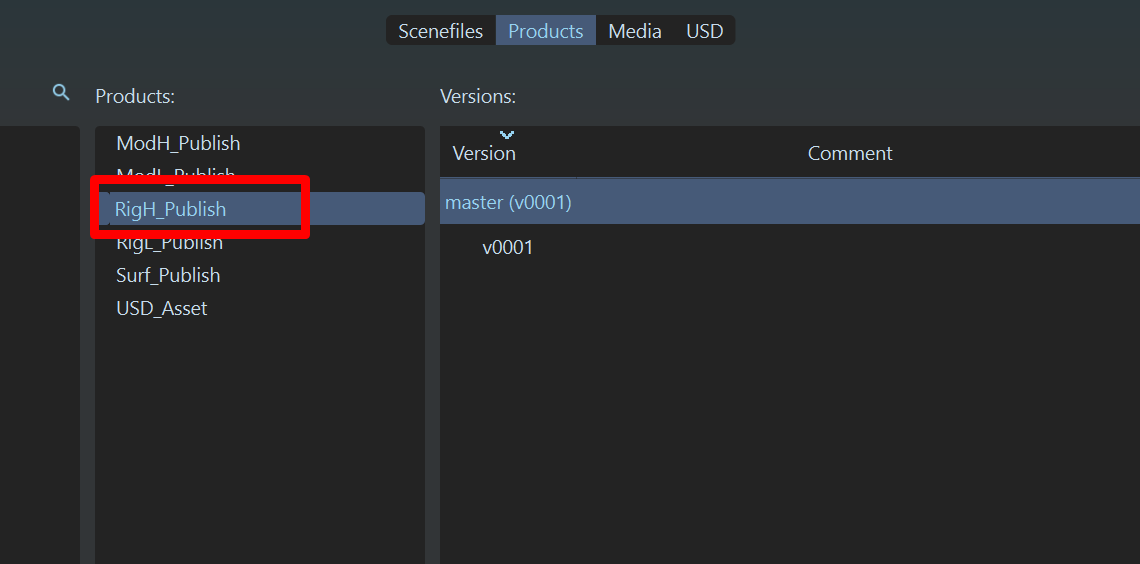 Scenefiles Products Media USD
Products:
Versions:
ModH_Publish
ModL_Publish
RigH_Publish
RigL_Publish
Surf_Publish
USD_Asset
Version Comment
master (v0001)
v0001